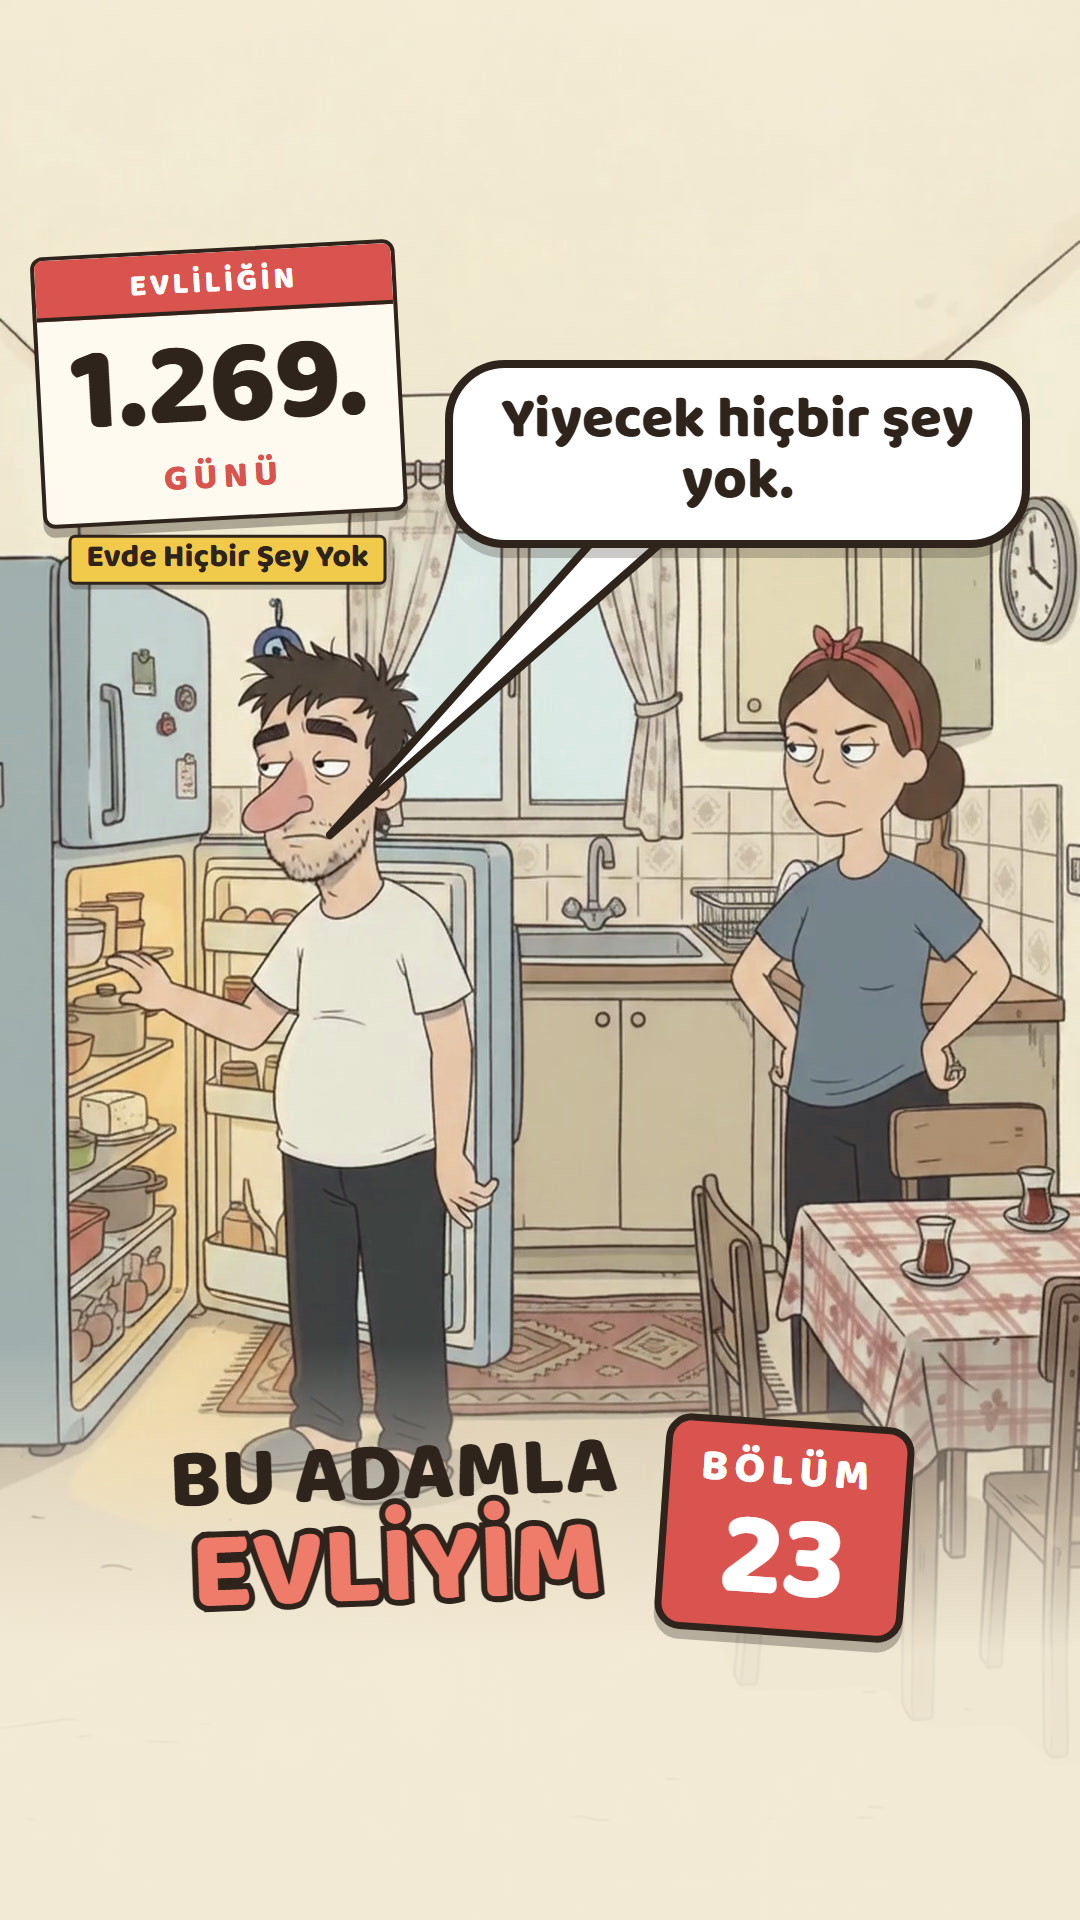 EVLİLİĞİN
1.269.
GÜNÜ
Evde Hiçbir Şey Yok
Yiyecek hiçbir şey
yok.
BU ADAMLA
EVLİYİM
BÖLÜM
23